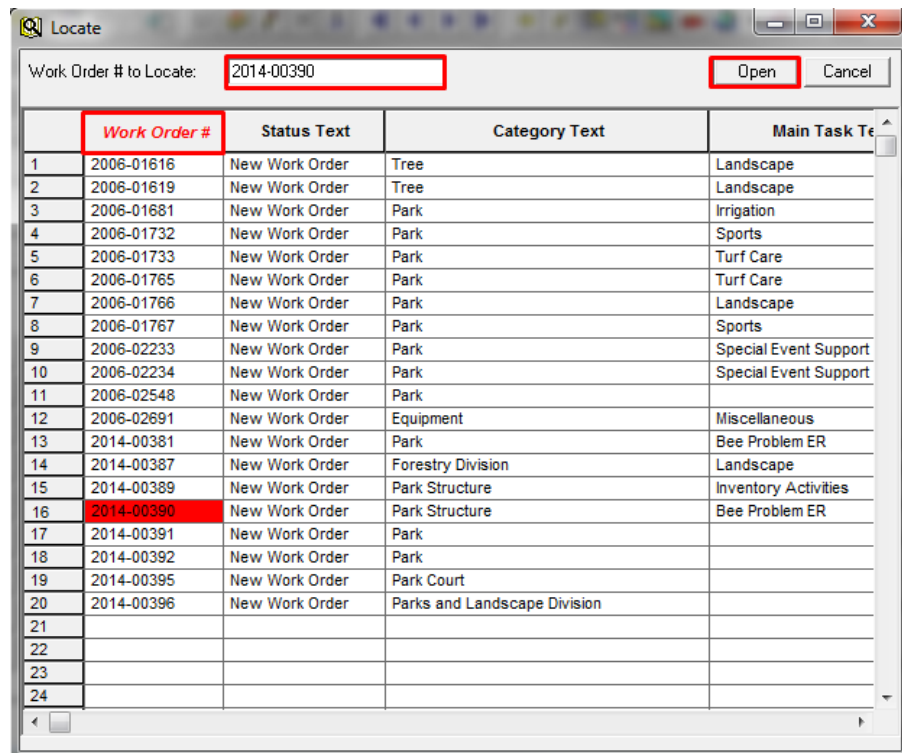 Locate
Work Order # to Locate: 2014-00390 Open Cancel
Work Order # Status Text Category Text Main Task Te
1 2006-01616 New Work Order Tree Landscape
2 2006-01619 New Work Order Tree Landscape
3 2006-01681 New Work Order Park Irrigation
4 2006-01732 New Work Order Park Sports
5 2006-01733 New Work Order Park Turf Care
6 2006-01765 New Work Order Park Turf Care
7 2006-01766 New Work Order Park Landscape
8 2006-01767 New Work Order Park Sports
9 2006-02233 New Work Order Park Special Event Support
10 2006-02234 New Work Order Park Special Event Support
11 2006-02548 New Work Order Park
12 2006-02691 New Work Order Equipment Miscellaneous
13 2014-00381 New Work Order Park Bee Problem ER
14 2014-00387 New Work Order Forestry Division Landscape
15 2014-00389 New Work Order Park Structure Inventory Activities
16 2014-00390 New Work Order Park Structure Bee Problem ER
17 2014-00391 New Work Order Park
18 2014-00392 New Work Order Park
19 2014-00395 New Work Order Park Court
20 2014-00396 New Work Order Parks and Landscape Division
21
22
23
24